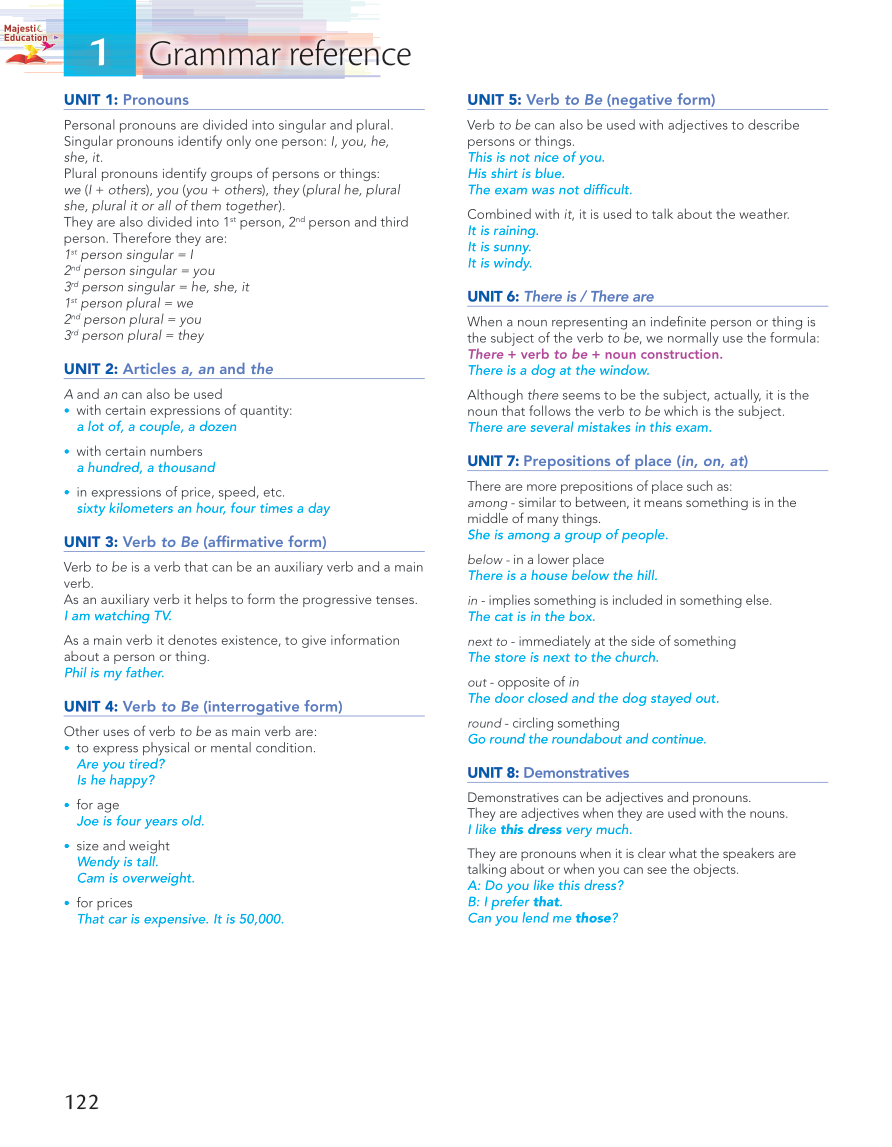 Majestic
Education
1
Grammar reference
UNIT 1: Pronouns
Personal pronouns are divided into singular and plural.
Singular pronouns identify only one person: I, you, he,
she, it.
Plural pronouns identify groups of persons or things:
we (I + others), you (you + others), they (plural he, plural
she, plural it or all of them together).
They are also divided into 1st person, 2nd person and third
person. Therefore they are:
1st person singular = I
2nd person singular = you
3rd person singular = he, she, it
1st person plural = we
2nd person plural = you
3rd person plural = they
UNIT 2: Articles a, an and the
A and an can also be used
• with certain expressions of quantity:
a lot of, a couple, a dozen
• with certain numbers
a hundred, a thousand
• in expressions of price, speed, etc.
sixty kilometers an hour, four times a day
UNIT 3: Verb to Be (affirmative form)
Verb to be is a verb that can be an auxiliary verb and a main
verb.
As an auxiliary verb it helps to form the progressive tenses.
I am watching TV.
As a main verb it denotes existence, to give information
about a person or thing.
Phil is my father.
UNIT 4: Verb to Be (interrogative form)
Other uses of verb to be as main verb are:
• to express physical or mental condition.
Are you tired?
Is he happy?
• for age
Joe is four years old.
• size and weight
Wendy is tall.
Cam is overweight.
• for prices
That car is expensive. It is 50,000.
UNIT 5: Verb to Be (negative form)
Verb to be can also be used with adjectives to describe
persons or things.
This is not nice of you.
His shirt is blue.
The exam was not difficult.
Combined with it, it is used to talk about the weather.
It is raining.
It is sunny.
It is windy.
UNIT 6: There is / There are
When a noun representing an indefinite person or thing is
the subject of the verb to be, we normally use the formula:
There + verb to be + noun construction.
There is a dog at the window.
Although there seems to be the subject, actually, it is the
noun that follows the verb to be which is the subject.
There are several mistakes in this exam.
UNIT 7: Prepositions of place (in, on, at)
There are more prepositions of place such as:
among - similar to between, it means something is in the
middle of many things.
She is among a group of people.
below - in a lower place
There is a house below the hill.
in - implies something is included in something else.
The cat is in the box.
next to - immediately at the side of something
The store is next to the church.
out - opposite of in
The door closed and the dog stayed out.
round - circling something
Go round the roundabout and continue.
UNIT 8: Demonstratives
Demonstratives can be adjectives and pronouns.
They are adjectives when they are used with the nouns.
I like this dress very much.
They are pronouns when it is clear what the speakers are
talking about or when you can see the objects.
A: Do you like this dress?
B: I prefer that.
Can you lend me those?
122